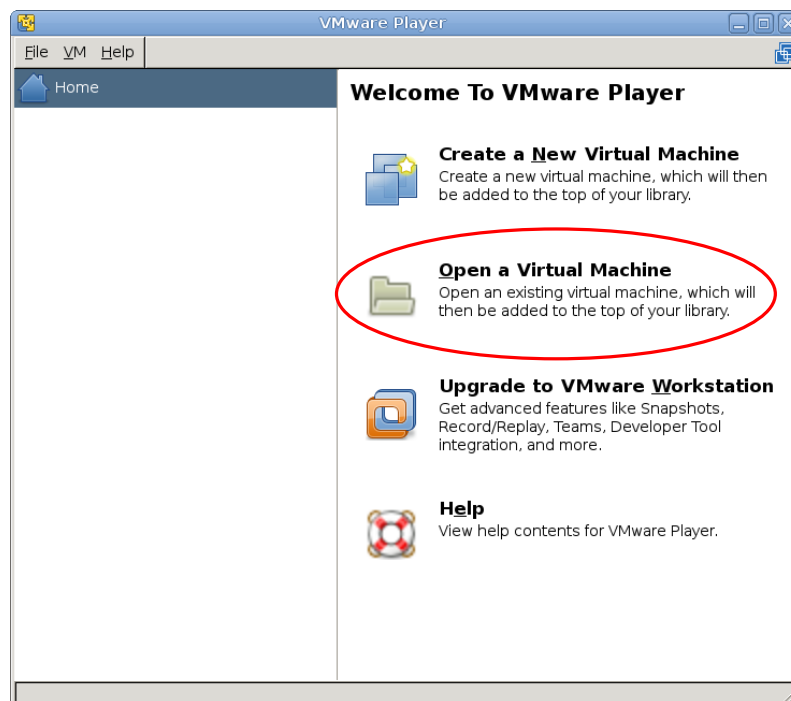 VMware Player
File VM Help
Home
Welcome To VMware Player
Create a New Virtual Machine
Create a new virtual machine, which will then
be added to the top of your library.
Open a Virtual Machine
Open an existing virtual machine, which will
then be added to the top of your library.
Upgrade to VMware Workstation
Get advanced features like Snapshots,
Record/Replay, Teams, Developer Tool
integration, and more.
Help
View help contents for VMware Player.